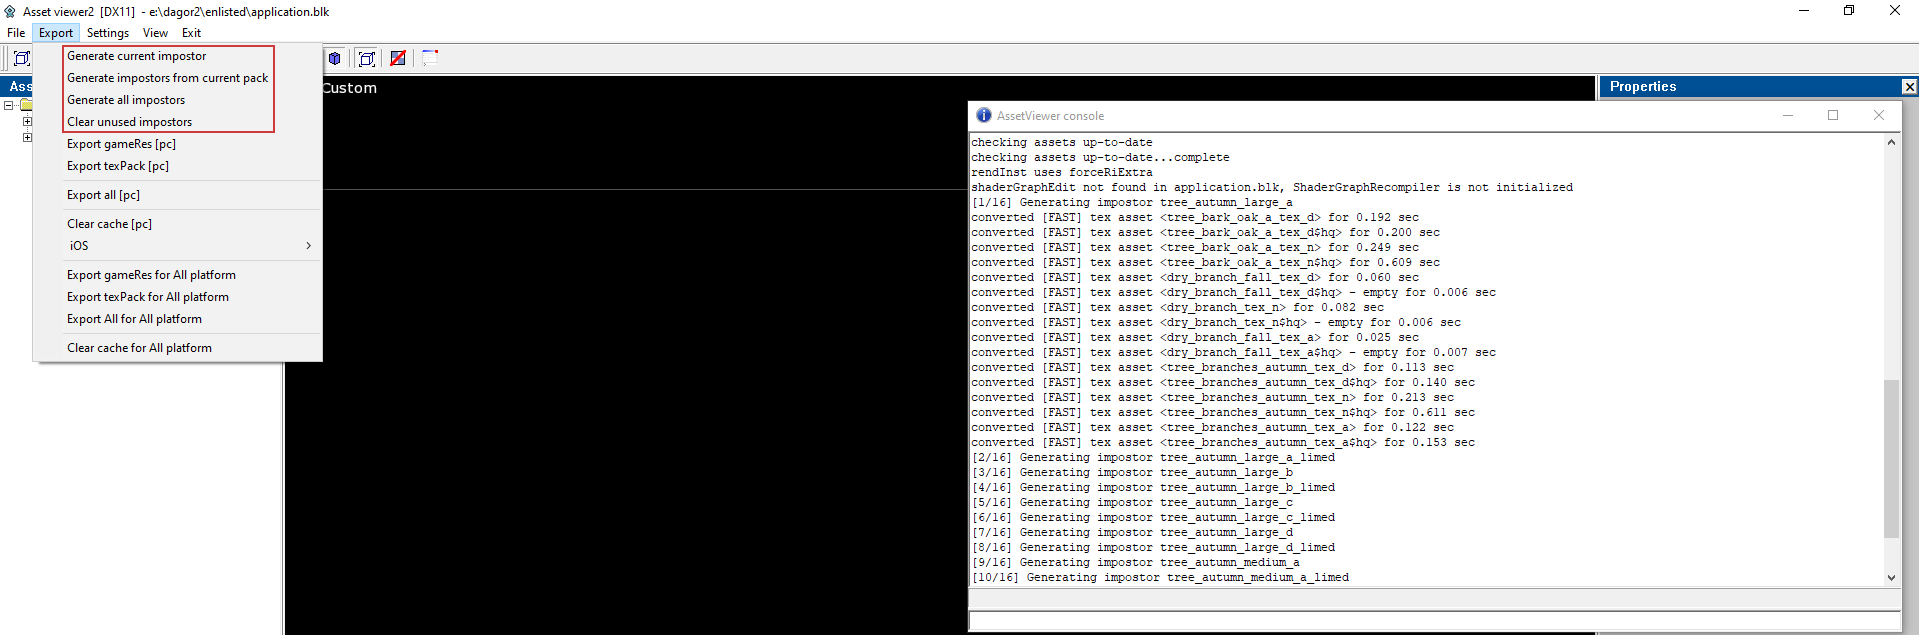 Asset viewer2  [DX11]  - e:\dagor2\enlisted\application.blk
File Export Settings View Exit
Generate current impostor
Generate impostors from current pack
Generate all impostors
Clear unused impostors
Export gameRes [pc]
Export texPack [pc]
Export all [pc]
Clear cache [pc]
iOS
Export gameRes for All platform
Export texPack for All platform
Export All for All platform
Clear cache for All platform
Ass
Custom
Properties
AssetViewer console
checking assets up-to-date
checking assets up-to-date...complete
rendInst uses forceRiExtra
shaderGraphEdit not found in application.blk, ShaderGraphRecompiler is not initialized
[1/16] Generating impostor tree_autumn_large_a
converted [FAST] tex asset <tree_bark_oak_a_tex_d> for 0.192 sec
converted [FAST] tex asset <tree_bark_oak_a_tex_d$hq> for 0.200 sec
converted [FAST] tex asset <tree_bark_oak_a_tex_n> for 0.249 sec
converted [FAST] tex asset <tree_bark_oak_a_tex_n$hq> for 0.609 sec
converted [FAST] tex asset <dry_branch_fall_tex_d> for 0.060 sec
converted [FAST] tex asset <dry_branch_fall_tex_d$hq> - empty for 0.006 sec
converted [FAST] tex asset <dry_branch_tex_n> for 0.082 sec
converted [FAST] tex asset <dry_branch_tex_n$hq> - empty for 0.006 sec
converted [FAST] tex asset <dry_branch_fall_tex_a> for 0.025 sec
converted [FAST] tex asset <dry_branch_fall_tex_a$hq> - empty for 0.007 sec
converted [FAST] tex asset <tree_branches_autumn_tex_d> for 0.113 sec
converted [FAST] tex asset <tree_branches_autumn_tex_d$hq> for 0.140 sec
converted [FAST] tex asset <tree_branches_autumn_tex_n> for 0.213 sec
converted [FAST] tex asset <tree_branches_autumn_tex_n$hq> for 0.611 sec
converted [FAST] tex asset <tree_branches_autumn_tex_a> for 0.122 sec
converted [FAST] tex asset <tree_branches_autumn_tex_a$hq> for 0.153 sec
[2/16] Generating impostor tree_autumn_large_a_limed
[3/16] Generating impostor tree_autumn_large_b
[4/16] Generating impostor tree_autumn_large_b_limed
[5/16] Generating impostor tree_autumn_large_c
[6/16] Generating impostor tree_autumn_large_c_limed
[7/16] Generating impostor tree_autumn_large_d
[8/16] Generating impostor tree_autumn_large_d_limed
[9/16] Generating impostor tree_autumn_medium_a
[10/16] Generating impostor tree_autumn_medium_a_limed